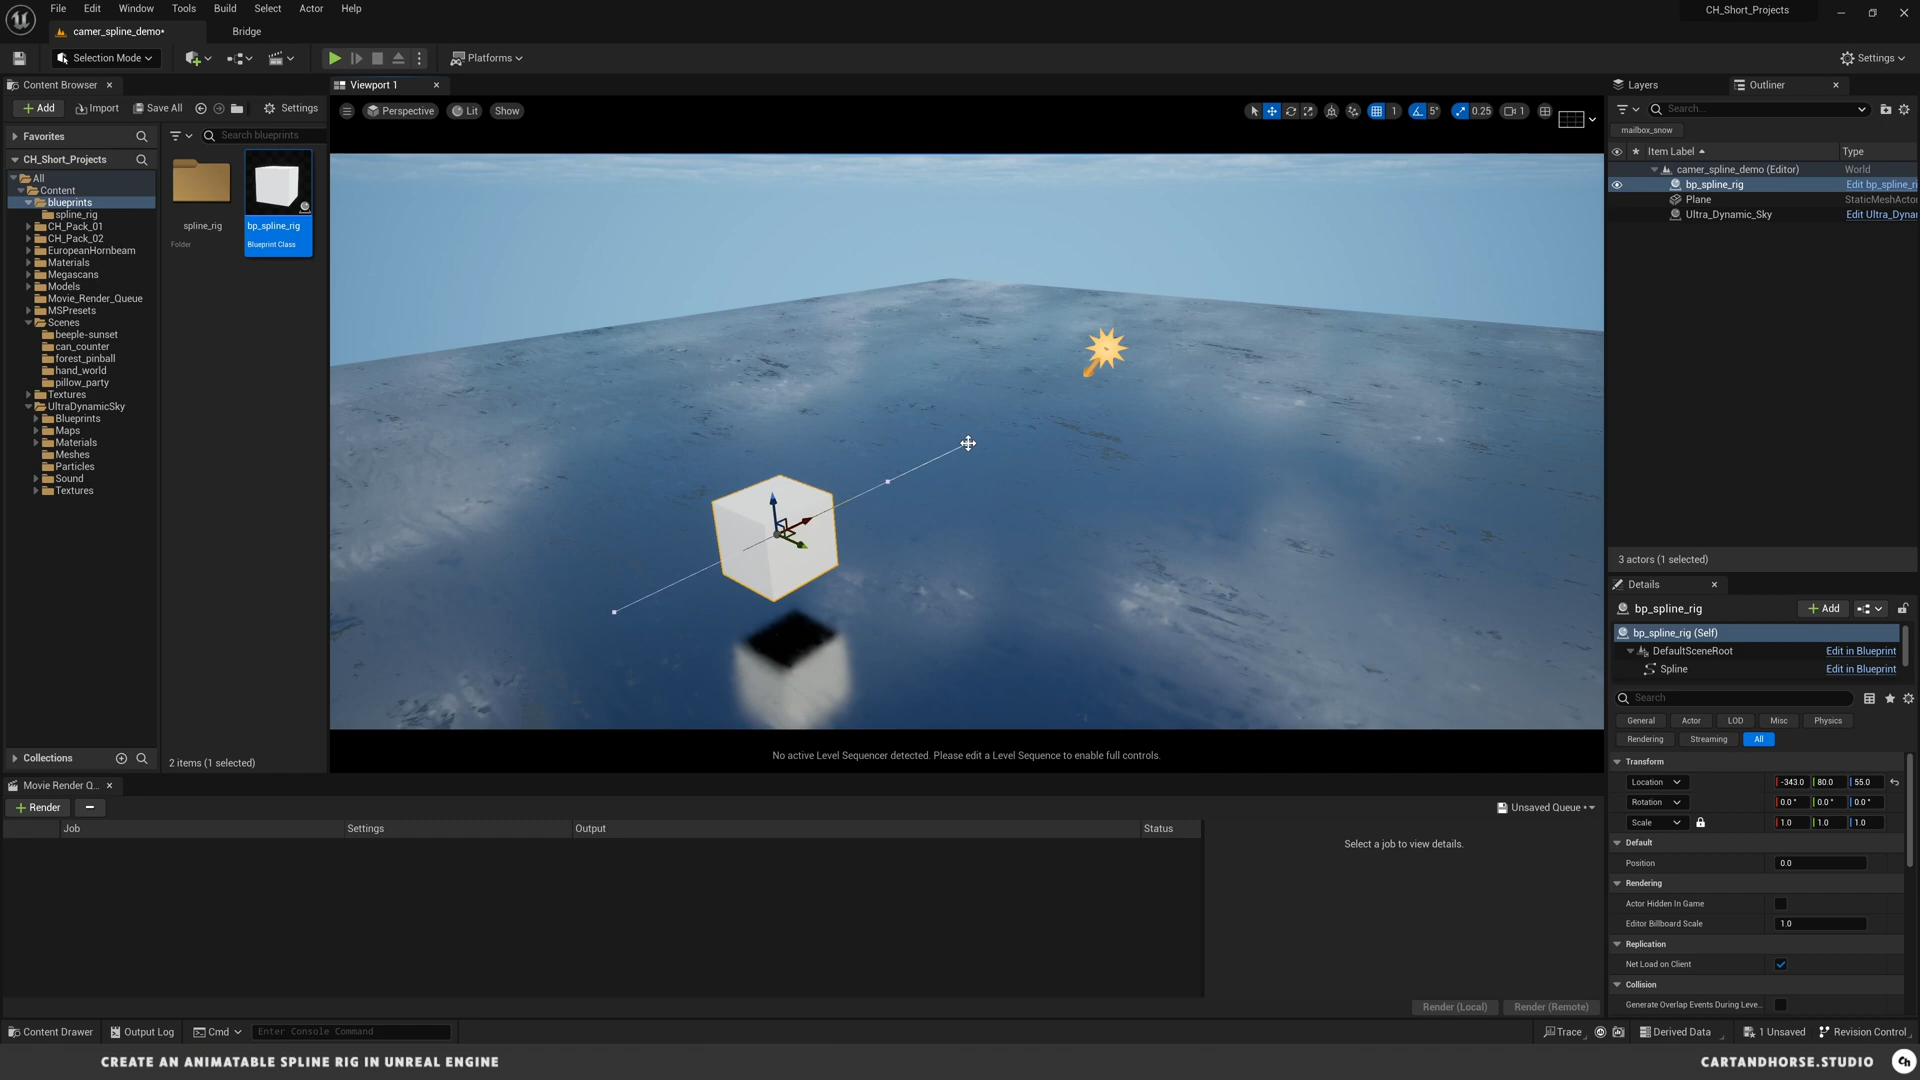 File Edit Window Tools Build Select Actor Help
CH_Short_Projects
camer_spline_demo*
Bridge
Selection Mode
Platforms
Settings
Content Browser
Viewport 1
Layers
Outliner
Add
Import
Save All
Settings
Perspective
Lit
Show
1
5°
0.25
1
Search...
Favorites
Search blueprints
mailbox_snow
CH_Short_Projects
Item Label
Type
All
Content
blueprints
spline_rig
CH_Pack_01
CH_Pack_02
EuropeanHornbeam
Materials
Megascans
Models
Movie_Render_Queue
MSPresets
Scenes
beeple-sunset
can_counter
forest_pinball
hand_world
pillow_party
Textures
UltraDynamicSky
Blueprints
Maps
Materials
Meshes
Particles
Sound
Textures
spline_rig
Folder
bp_spline_rig
Blueprint Class
camer_spline_demo (Editor)
World
bp_spline_rig
Edit bp_spline_ri
Plane
StaticMeshActor
Ultra_Dynamic_Sky
Edit Ultra_Dyna
3 actors (1 selected)
Details
bp_spline_rig
Add
bp_spline_rig (Self)
DefaultSceneRoot
Edit in Blueprint
Spline
Edit in Blueprint
Search
General Actor LOD Misc Physics
Rendering Streaming All
Transform
Location -343.0 80.0 55.0
Rotation 0.0° 0.0° 0.0°
Scale 1.0 1.0 1.0
Default
Position 0.0
Rendering
Actor Hidden In Game
Editor Billboard Scale 1.0
Replication
Net Load on Client
Collision
Generate Overlap Events During Leve...
Collections
2 items (1 selected)
No active Level Sequencer detected. Please edit a Level Sequence to enable full controls.
Movie Render Q...
Render
Unsaved Queue •
Job
Settings
Output
Status
Select a job to view details.
Render (Local)
Render (Remote)
Content Drawer
Output Log
Cmd
Enter Console Command
Trace
Derived Data
1 Unsaved
Revision Control
CREATE AN ANIMATABLE SPLINE RIG IN UNREAL ENGINE
CARTANDHORSE.STUDIO
Ch